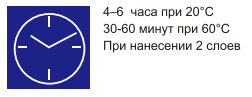 4–6 часа при 20°C
30-60 минут при 60°C
При нанесении 2 слоев